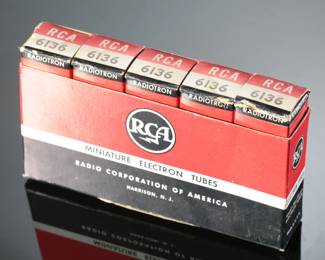 RCA
6136
RADIOTRON
RCA
6136
RADIOTRON
RCA
6136
RADIOTRON
RCA
6136
RADIOTRON
RCA
6136
RADIOTRON
RCA
MINIATURE ELECTRON TUBES
RADIO CORPORATION OF AMERICA
HARRISON, N. J.